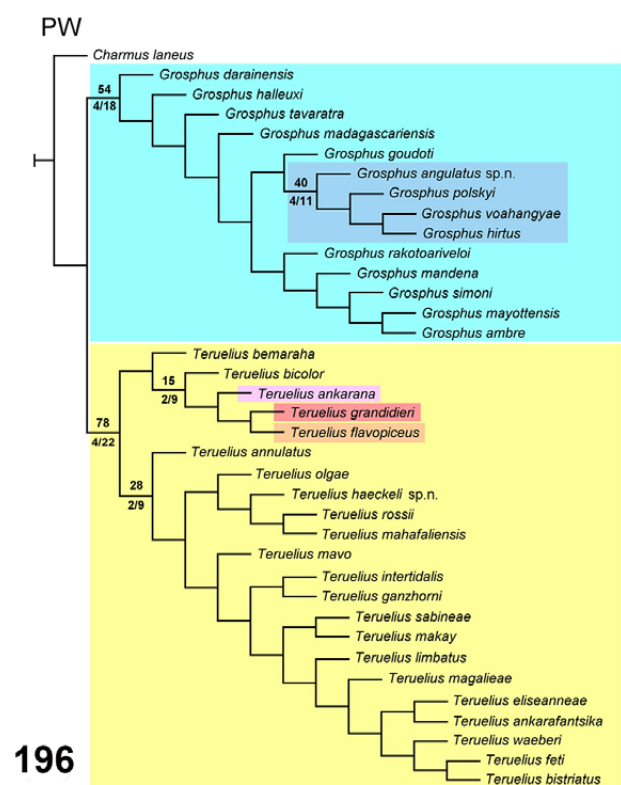 PW
Charmus laneus
54
4/18
Grosphus darainensis
Grosphus halleuxi
Grosphus tavaratra
Grosphus madagascariensis
Grosphus goudoti
40
4/11
Grosphus angulatus sp.n.
Grosphus polskyi
Grosphus voahangyae
Grosphus hirtus
Grosphus rakotoariveloi
Grosphus mandena
Grosphus simoni
Grosphus mayottensis
Grosphus ambre
78
4/22
Teruelius bemaraha
15
2/9
Teruelius bicolor
Teruelius ankarana
Teruelius grandidieri
Teruelius flavopiceus
28
2/9
Teruelius annulatus
Teruelius olgae
Teruelius haeckeli sp.n.
Teruelius rossii
Teruelius mahafaliensis
Teruelius mavo
Teruelius intertidalis
Teruelius ganzhorni
Teruelius sabineae
Teruelius makay
Teruelius limbatus
Teruelius magalieae
Teruelius eliseanneae
Teruelius ankarafantsika
Teruelius waeberi
Teruelius feti
Teruelius bistriatus
196